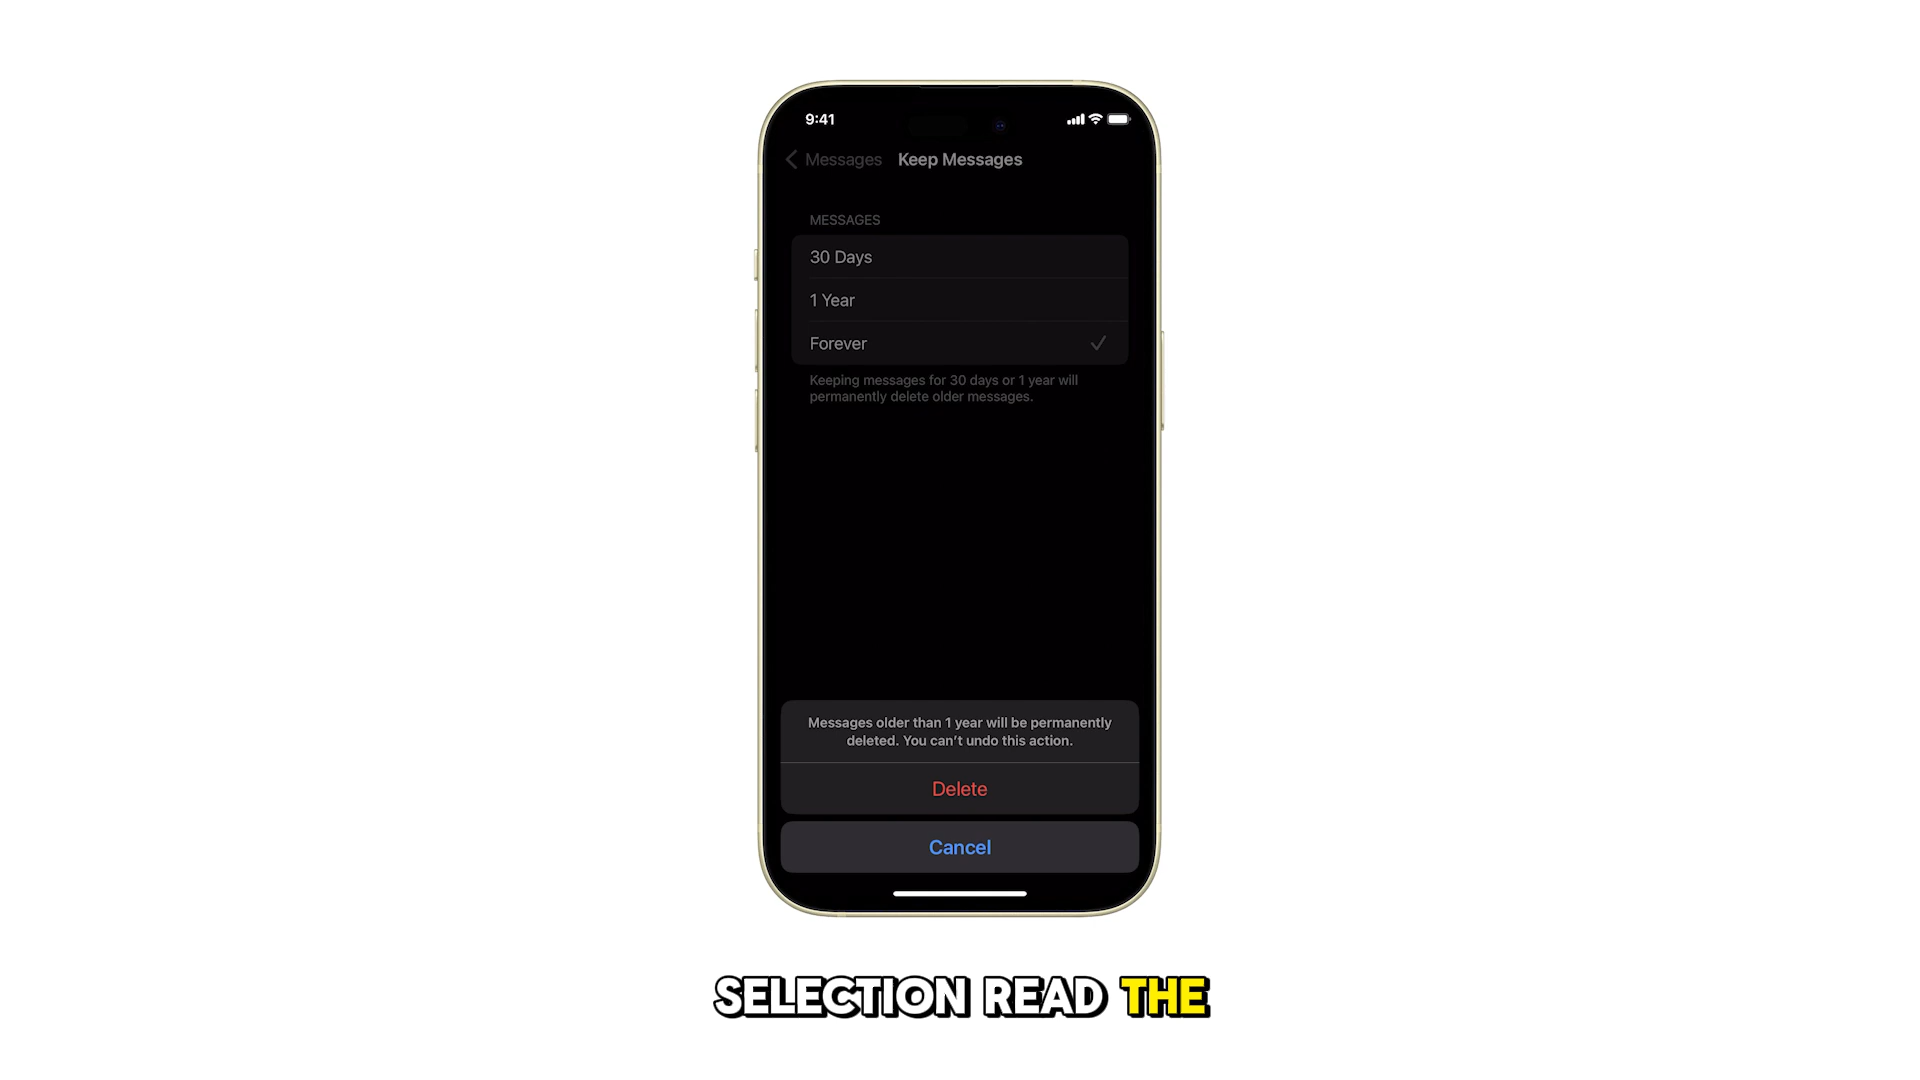 9:41
Messages Keep Messages
MESSAGES
30 Days
1 Year
Forever
Keeping messages for 30 days or 1 year will
permanently delete older messages.
Messages older than 1 year will be permanently
deleted. You can't undo this action.
Delete
Cancel
SELECTION READ THE